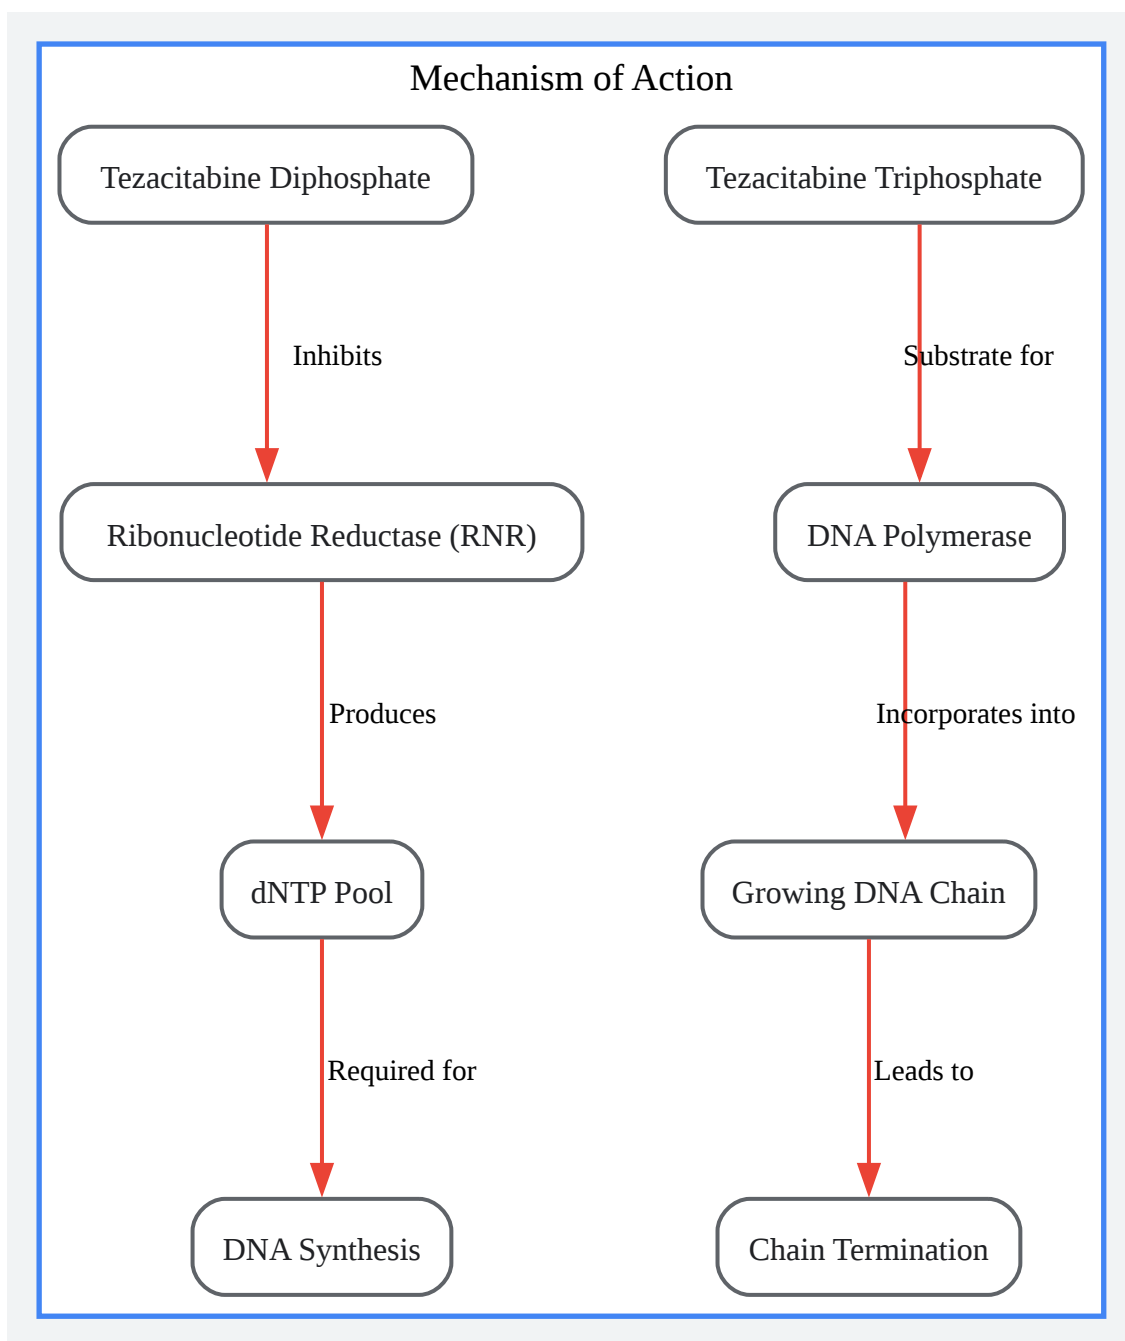 Mechanism of Action
Tezacitabine Diphosphate
Tezacitabine Triphosphate
Inhibits
Substrate for
Ribonucleotide Reductase (RNR)
DNA Polymerase
Produces
Incorporates into
dNTP Pool
Growing DNA Chain
Required for
Leads to
DNA Synthesis
Chain Termination